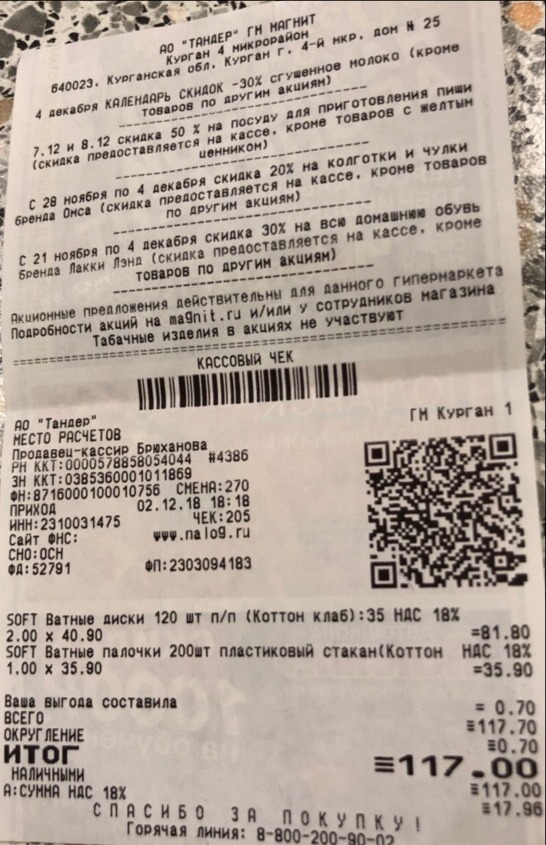 АО "ТАНДЕР" ГМ МАГНИТ
Курган 4 микрорайон
640023, Курганская обл, Курган г, 4-й мкр, дом № 25
4 декабря КАЛЕНДАРЬ СКИДОК -30% сгущенное молоко (кроме
товаров по другим акциям)
7.12 и 8.12 скидка 50 % на посуду для приготовления пищи
(скидка предоставляется на кассе, кроме товаров с желтым
ценником)
С 28 ноября по 4 декабря скидка 20% на колготки и чулки
бренда Омса (скидка предоставляется на кассе, кроме товаров
по другим акциям)
С 21 ноября по 4 декабря скидка 30% на всю домашнюю обувь
бренда Лакки Лэнд (скидка предоставляется на кассе, кроме
товаров по другим акциям)
Акционные предложения действительны для данного гипермаркета
Подробности акций на magnit.ru и/или у сотрудников магазина
Табачные изделия в акциях не участвуют
КАССОВЫЙ ЧЕК
АО "Тандер" ГМ Курган 1
МЕСТО РАСЧЕТОВ
Продавец-кассир Брюханова
РН ККТ:0000578858054044 #4386
ЗН ККТ:0385360001011869
ФН:8716000100010756 СМЕНА:270
ПРИХОД 02.12.18 18:18
ИНН:2310031475 ЧЕК:205
Сайт ФНС: www.nalog.ru
СНО:ОСН
ФД:52791 ФП:2303094183
SOFT Ватные диски 120 шт п/п (Коттон клаб):35 НДС 18%
2.00 x 40.90 =81.80
SOFT Ватные палочки 200шт пластиковый стакан(Коттон НДС 18%
1.00 x 35.90 =35.90
Ваша выгода составила = 0.70
ВСЕГО ≡117.70
ОКРУГЛЕНИЕ ≡0.70
ИТОГ ≡117.00
НАЛИЧНЫМИ ≡117.00
А:СУММА НДС 18% ≡17.96
СПАСИБО ЗА ПОКУПКУ!
Горячая линия: 8-800-200-90-02